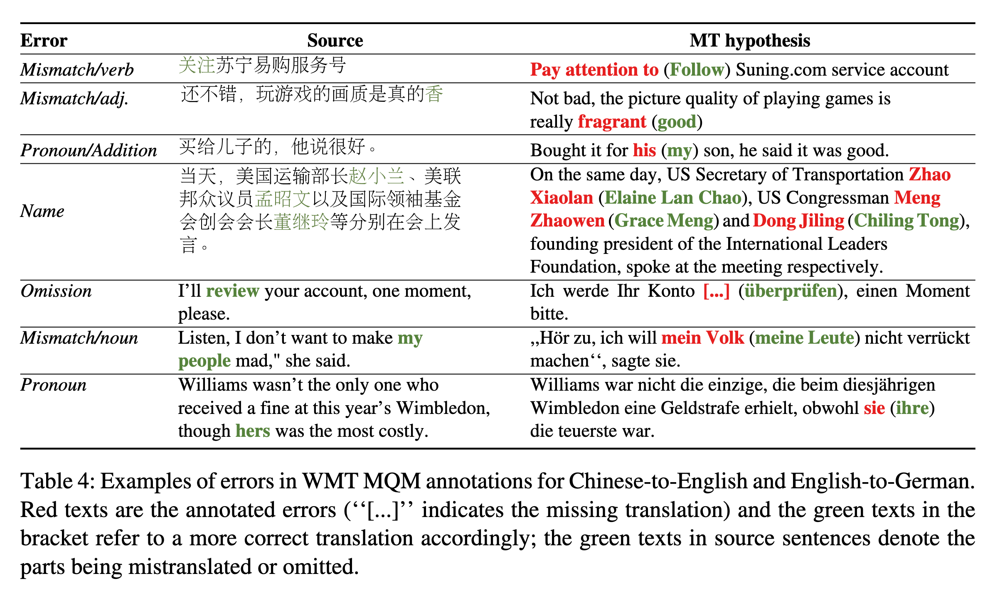 Error Source MT hypothesis
Mismatch/verb 关注苏宁易购服务号 Pay attention to (Follow) Suning.com service account
Mismatch/adj. 还不错，玩游戏的画质是真的香 Not bad, the picture quality of playing games is
really fragrant (good)
Pronoun/Addition 买给儿子的，他说很好。 Bought it for his (my) son, he said it was good.
Name
当天，美国运输部长赵小兰、美联
邦众议员孟昭文以及国际领袖基金
会创会会长董继玲等分别在会上发
言。
On the same day, US Secretary of Transportation Zhao
Xiaolan (Elaine Lan Chao), US Congressman Meng
Zhaowen (Grace Meng) and Dong Jiling (Chiling Tong),
founding president of the International Leaders
Foundation, spoke at the meeting respectively.
Omission
I’ll review your account, one moment,
please.
Ich werde Ihr Konto [...] (überprüfen), einen Moment
bitte.
Mismatch/noun
Listen, I don’t want to make my
people mad," she said.
„Hör zu, ich will mein Volk (meine Leute) nicht verrückt
machen‘‘, sagte sie.
Pronoun
Williams wasn’t the only one who
received a fine at this year’s Wimbledon,
though hers was the most costly.
Williams war nicht die einzige, die beim diesjährigen
Wimbledon eine Geldstrafe erhielt, obwohl sie (ihre)
die teuerste war.
Table 4: Examples of errors in WMT MQM annotations for Chinese-to-English and English-to-German.
Red texts are the annotated errors (‘‘[...]’’ indicates the missing translation) and the green texts in the
bracket refer to a more correct translation accordingly; the green texts in source sentences denote the
parts being mistranslated or omitted.